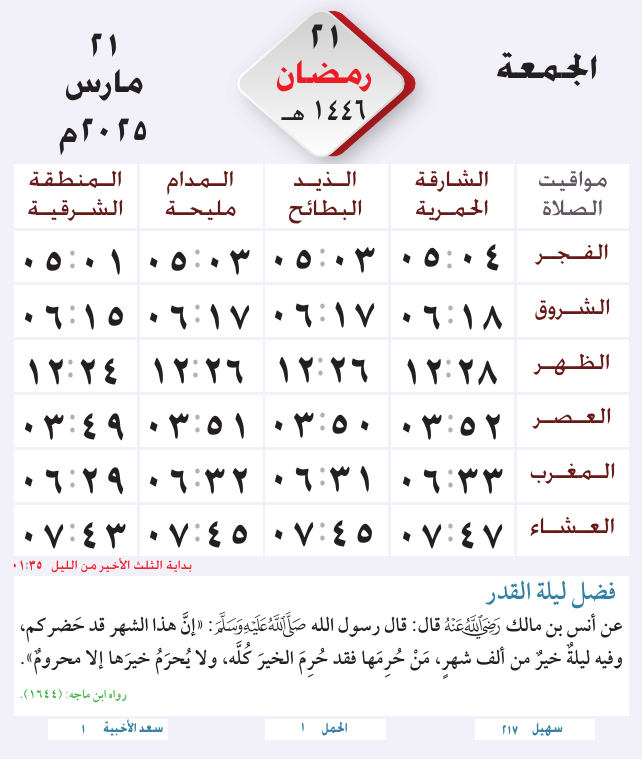 الجمعة
٢١
رمضان
١٤٤٦ هـ
٢١
مارس
٢٠٢٥م
مواقيت الصلاة | الشارقة الحمرية | الذيد البطائح | المدام مليحة | المنطقة الشرقية
الفجر ٠٥:٠٤ ٠٥:٠٣ ٠٥:٠٣ ٠٥:٠١
الشروق ٠٦:١٨ ٠٦:١٧ ٠٦:١٧ ٠٦:١٥
الظهر ١٢:٢٨ ١٢:٢٦ ١٢:٢٦ ١٢:٢٤
العصر ٠٣:٥٢ ٠٣:٥٠ ٠٣:٥١ ٠٣:٤٩
المغرب ٠٦:٣٣ ٠٦:٣١ ٠٦:٣٢ ٠٦:٢٩
العشاء ٠٧:٤٧ ٠٧:٤٥ ٠٧:٤٥ ٠٧:٤٣
بداية الثلث الأخير من الليل ٠١:٣٥
فضل ليلة القدر
عن أنس بن مالك رَضِيَ اللَّهُ عَنْهُ قال: قال رسول الله صَلَّى اللَّهُ عَلَيْهِ وَسَلَّمَ: «إنَّ هذا الشهر قد حَضركم،
وفيه ليلةٌ خيرٌ من ألف شهرٍ، مَنْ حُرِمَها فقد حُرِمَ الخيرَ كُلَّه، ولا يُحرَمُ خيرَها إلا محرومٌ».
رواه ابن ماجه: (١٦٤٤).
سهيل ٢١٧
الحمل ١
سعد الأخبية ١